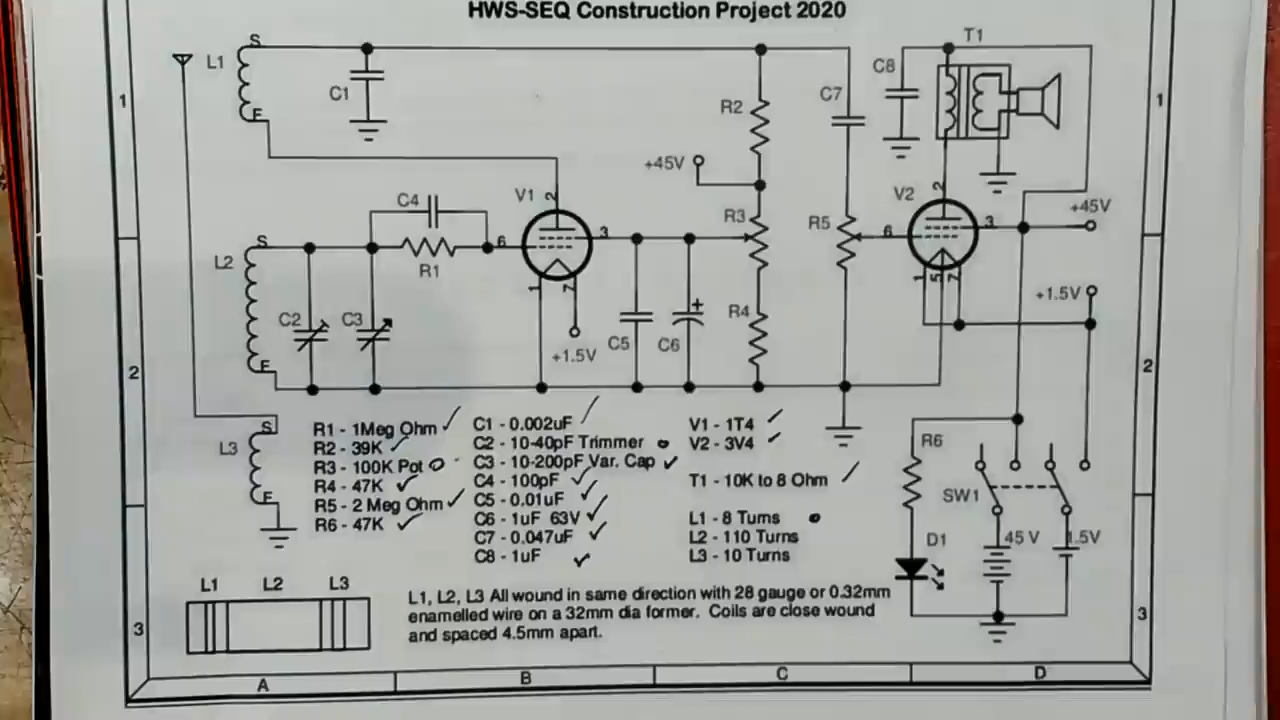 HWS-SEQ Construction Project 2020
T1
S
L1
C1
F
1
R2
C7
C8
1
+45V
V1
2
V2
2
C4
R3
R5
3
+45V
S
L2
6
3
6
R1
C2
C3
1
7
+1.5V
C5
C6
+
R4
1
5
7
+1.5V
F
2
2
S
L3
F
R1 - 1Meg Ohm
R2 - 39K
R3 - 100K Pot
R4 - 47K
R5 - 2 Meg Ohm
R6 - 47K
C1 - 0.002uF
C2 - 10-40pF Trimmer
C3 - 10-200pF Var. Cap
C4 - 100pF
C5 - 0.01uF
C6 - 1uF 63V
C7 - 0.047uF
C8 - 1uF
V1 - 1T4
V2 - 3V4
T1 - 10K to 8 Ohm
L1 - 8 Turns
L2 - 110 Turns
L3 - 10 Turns
R6
SW1
D1
45 V
1.5V
L1 L2 L3
L1, L2, L3 All wound in same direction with 28 gauge or 0.32mm
enamelled wire on a 32mm dia former. Coils are close wound
and spaced 4.5mm apart.
3
3
A B C D